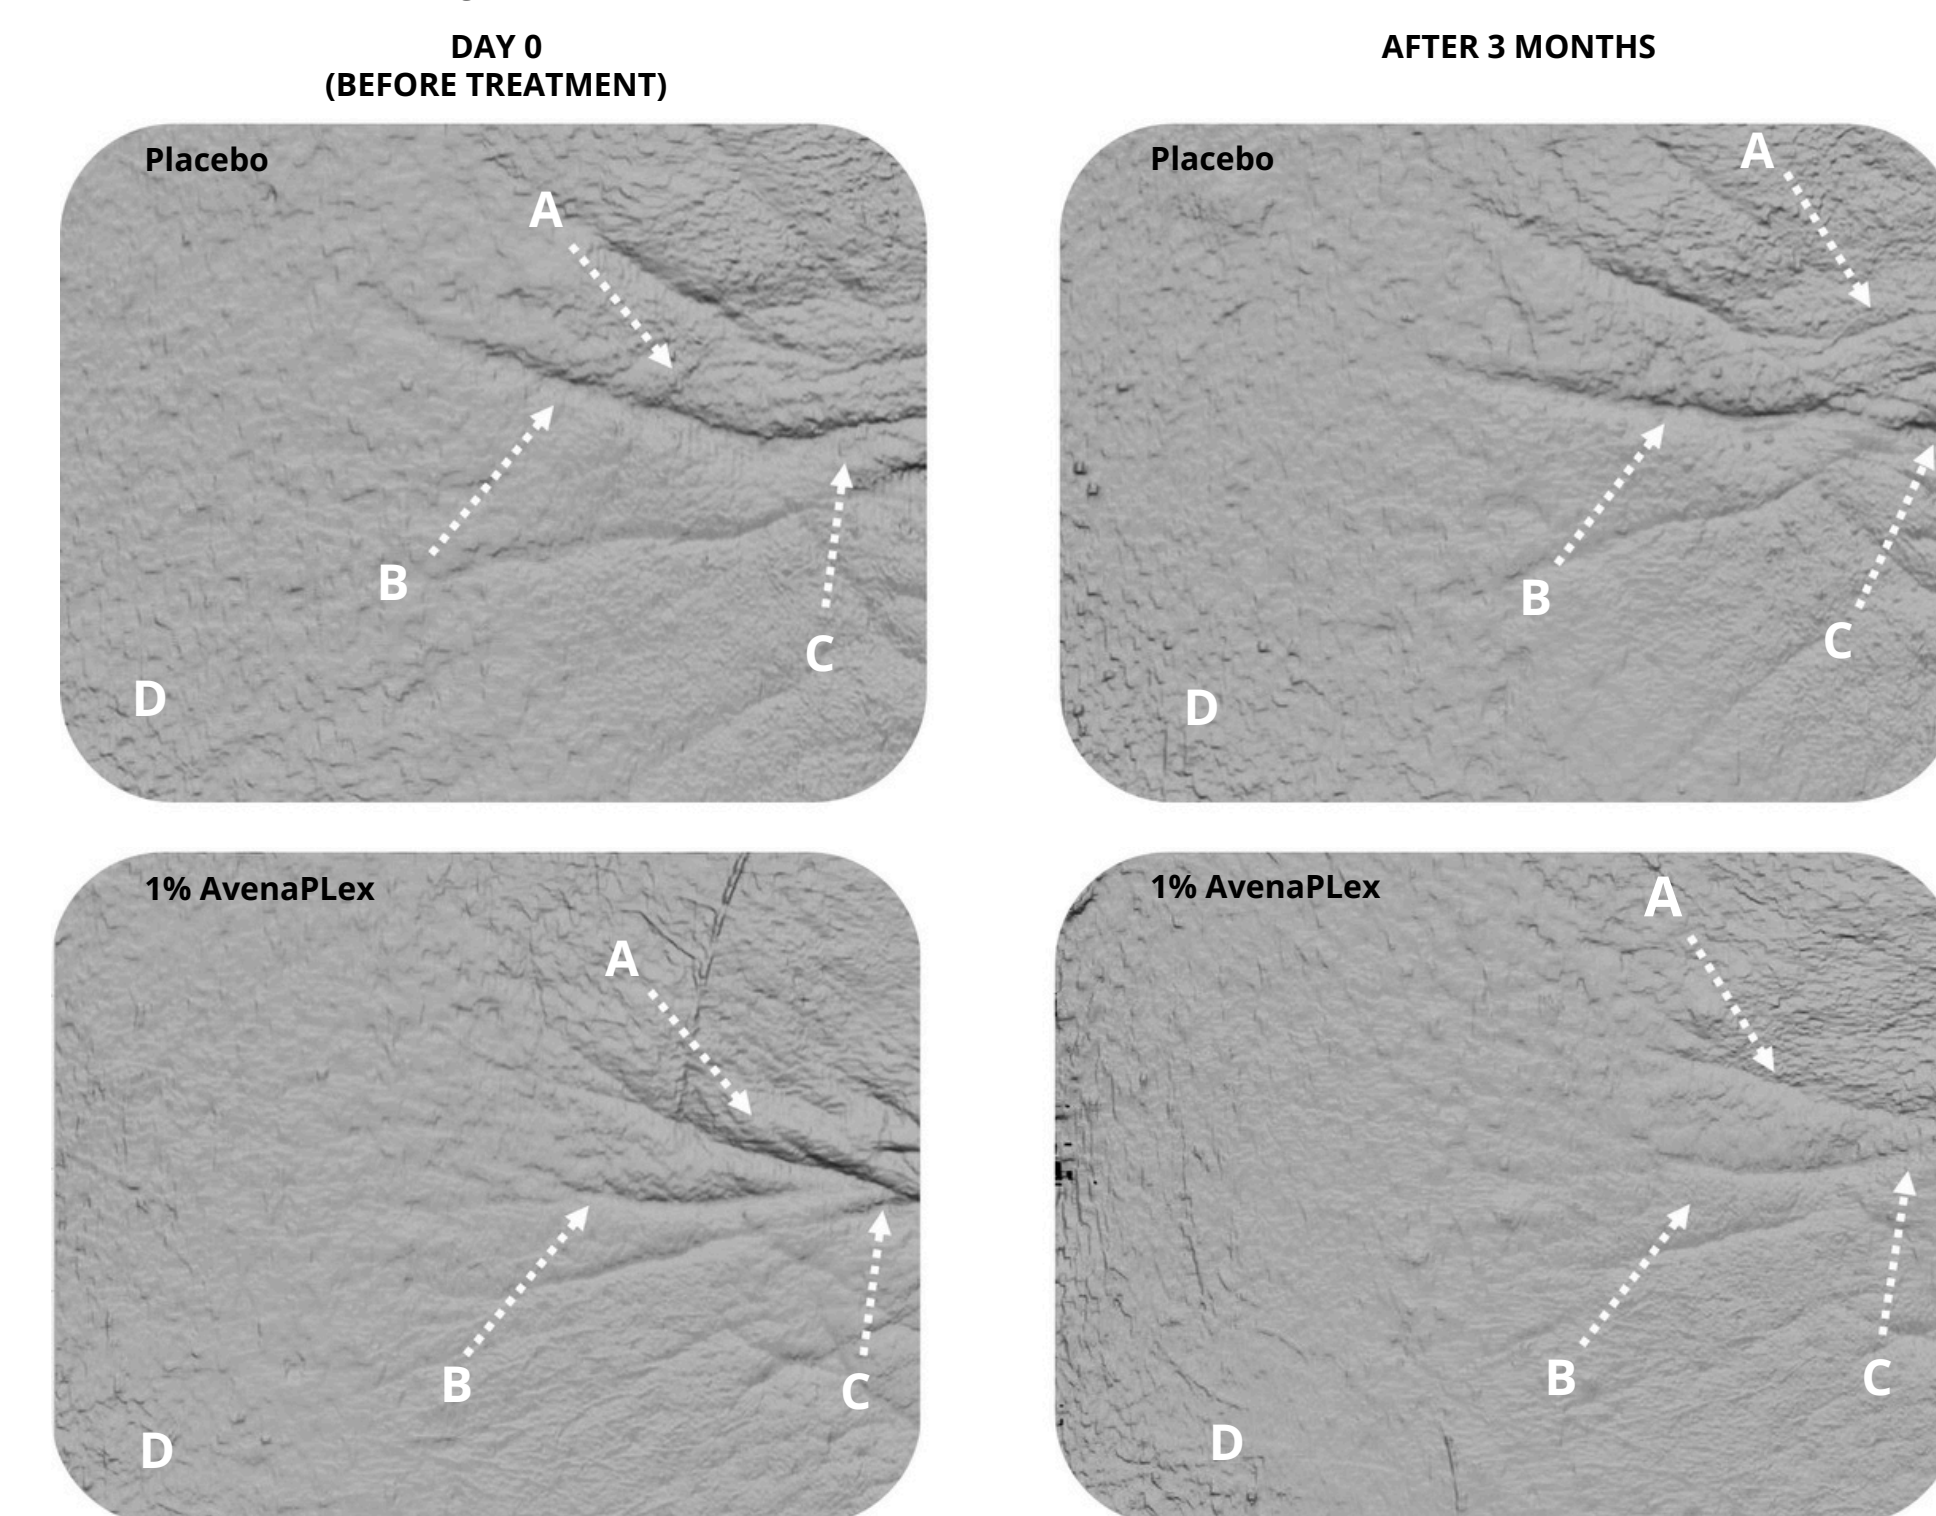 DAY 0
(BEFORE TREATMENT)
AFTER 3 MONTHS
Placebo
A
B
C
D
Placebo
A
B
C
D
1% AvenaPLex
A
B
C
D
1% AvenaPLex
A
B
C
D